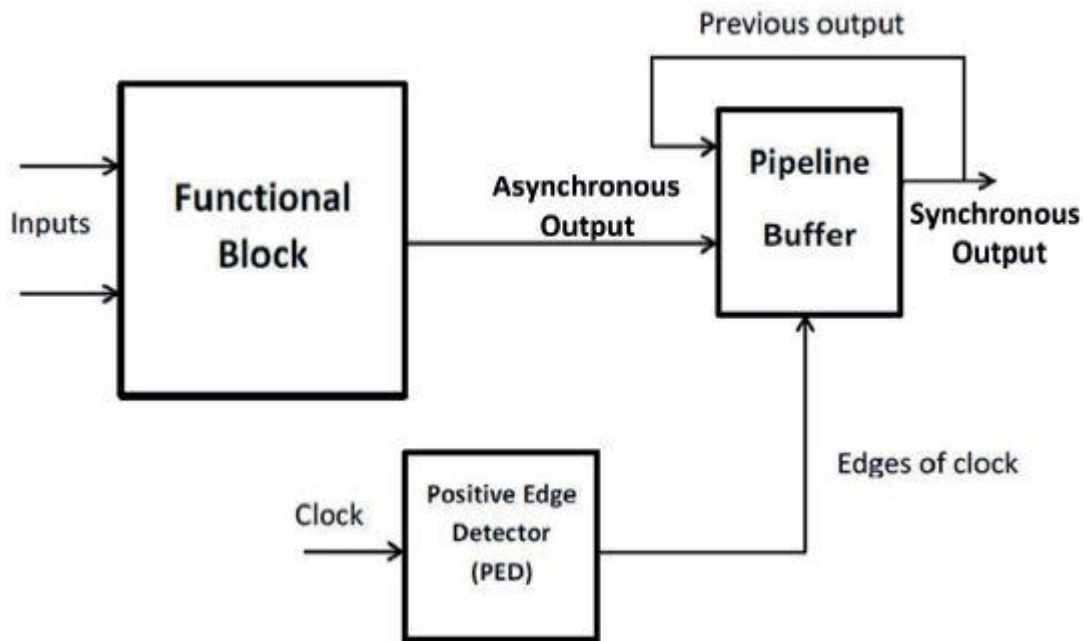 Previous output
Pipeline
Buffer
Functional
Block
Inputs
Asynchronous
Output
Synchronous
Output
Edges of clock
Clock
Positive Edge
Detector
(PED)